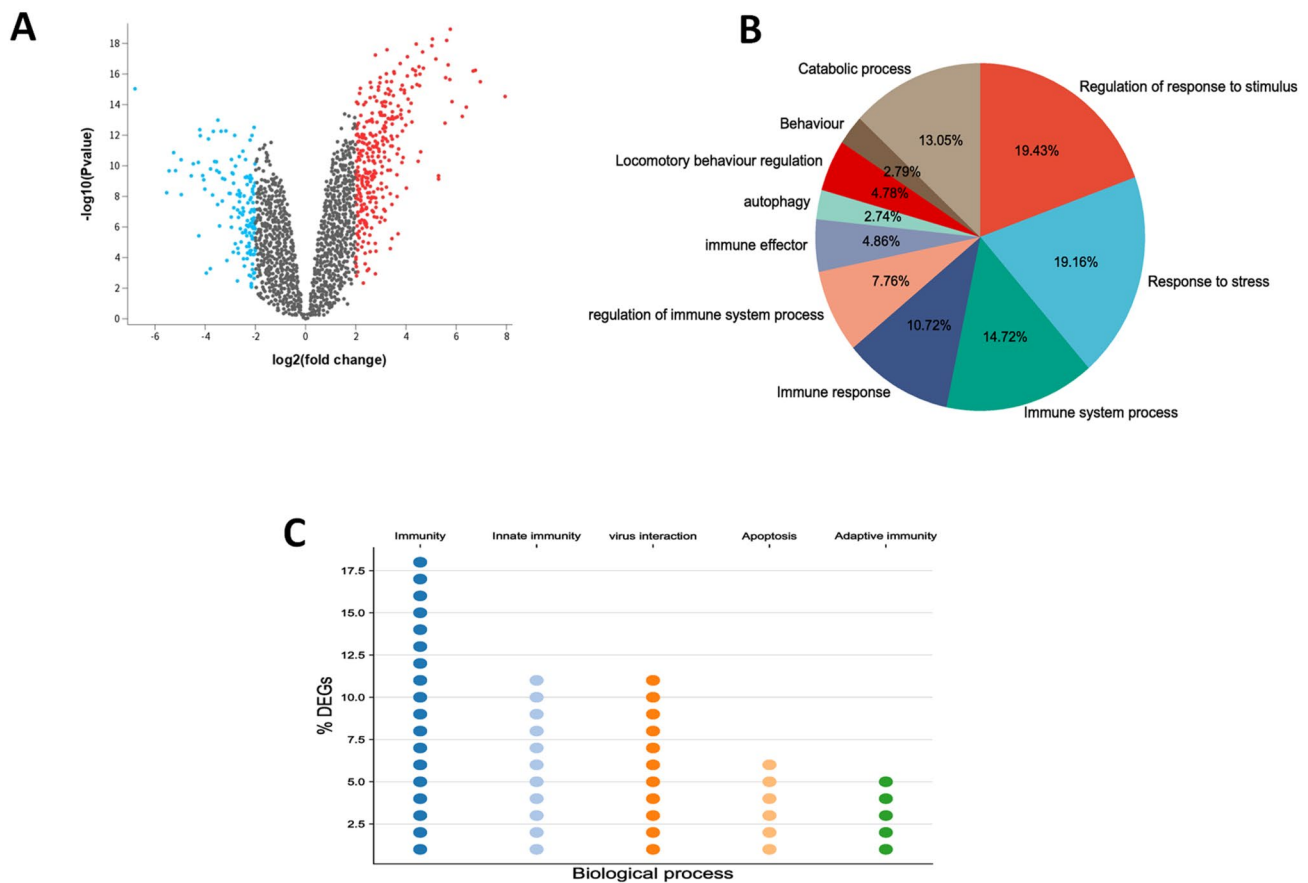 A
18
16
14
12
10
8
6
4
2
0
-log10(Pvalue)
-6
-4
-2
0
2
4
6
8
log2(fold change)
B
Catabolic process
Behaviour
Locomotory behaviour regulation
autophagy
immune effector
regulation of immune system process
Immune response
Immune system process
Response to stress
Regulation of response to stimulus
13.05%
2.79%
4.78%
2.74%
4.86%
7.76%
10.72%
14.72%
19.16%
19.43%
C
Immunity
Innate immunity
virus interaction
Apoptosis
Adaptive immunity
17.5
15.0
12.5
10.0
7.5
5.0
2.5
% DEGs
Biological process